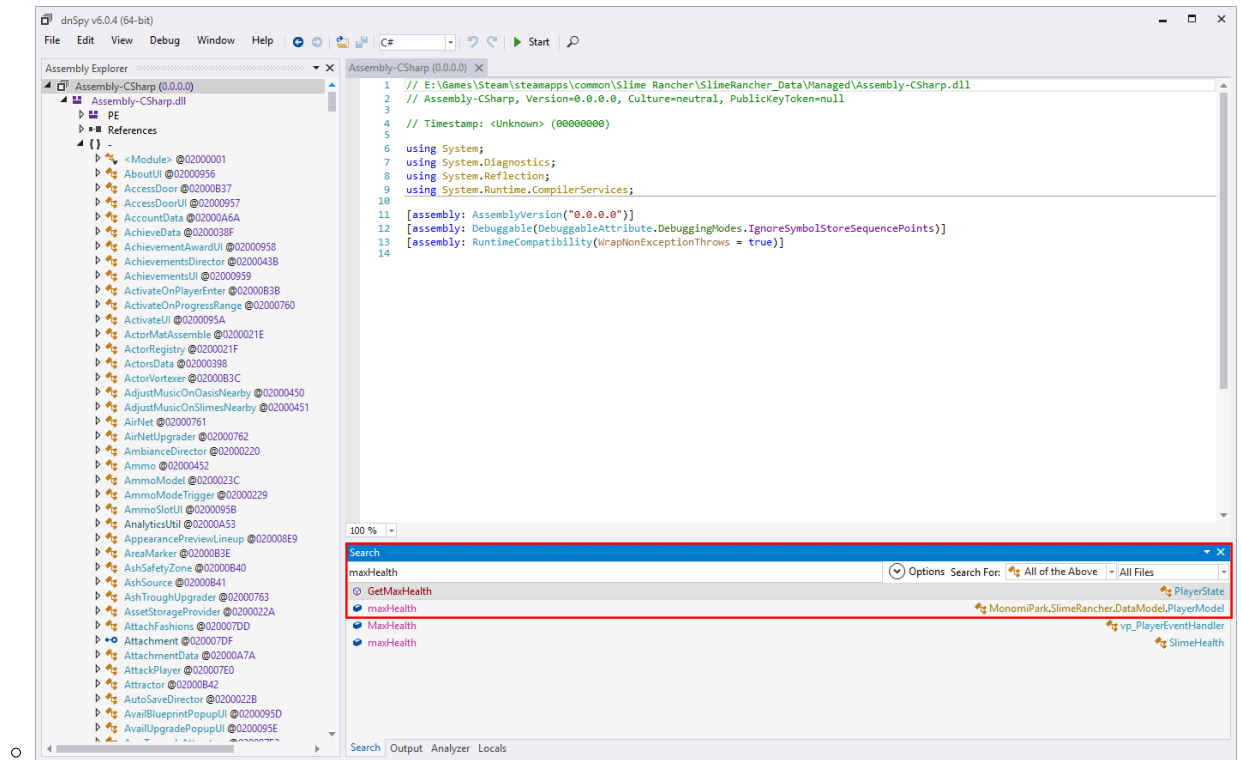 dnSpy v6.0.4 (64-bit)
File Edit View Debug Window Help C# Start
Assembly Explorer
Assembly-CSharp (0.0.0.0)
Assembly-CSharp.dll
PE
References
{} -
<Module> @02000001
AboutUI @02000956
AccessDoor @02000B37
AccessDoorUI @02000957
AccountData @02000A6A
AchieveData @0200038F
AchievementAwardUI @02000958
AchievementsDirector @0200043B
AchievementsUI @02000959
ActivateOnPlayerEnter @02000B3B
ActivateOnProgressRange @02000760
ActivateUI @0200095A
ActorMatAssemble @0200021E
ActorRegistry @0200021F
ActorsData @02000398
ActorVortexer @02000B3C
AdjustMusicOnOasisNearby @02000450
AdjustMusicOnSlimesNearby @02000451
AirNet @02000761
AirNetUpgrader @02000762
AmbianceDirector @02000220
Ammo @02000452
AmmoModel @0200023C
AmmoModeTrigger @02000229
AmmoSlotUI @0200095B
AnalyticsUtil @02000A53
AppearancePreviewLineup @020008E9
AreaMarker @02000B3E
AshSafetyZone @02000B40
AshSource @02000B41
AshTroughUpgrader @02000763
AssetStorageProvider @0200022A
AttachFashions @020007DD
Attachment @020007DF
AttachmentData @02000A7A
AttackPlayer @020007E0
Attractor @02000B42
AutoSaveDirector @0200022B
AvailBlueprintPopupUI @0200095D
AvailUpgradePopupUI @0200095E
Assembly-CSharp (0.0.0.0)
1 // E:\Games\Steam\steamapps\common\Slime Rancher\SlimeRancher_Data\Managed\Assembly-CSharp.dll
2 // Assembly-CSharp, Version=0.0.0.0, Culture=neutral, PublicKeyToken=null
3
4 // Timestamp: <Unknown> (00000000)
5
6 using System;
7 using System.Diagnostics;
8 using System.Reflection;
9 using System.Runtime.CompilerServices;
10
11 [assembly: AssemblyVersion("0.0.0.0")]
12 [assembly: Debuggable(DebuggableAttribute.DebuggingModes.IgnoreSymbolStoreSequencePoints)]
13 [assembly: RuntimeCompatibility(WrapNonExceptionThrows = true)]
14
100 %
Search
maxHealth Options Search For: All of the Above All Files
GetMaxHealth PlayerState
maxHealth MonomiPark.SlimeRancher.DataModel.PlayerModel
MaxHealth vp_PlayerEventHandler
maxHealth SlimeHealth
Search Output Analyzer Locals